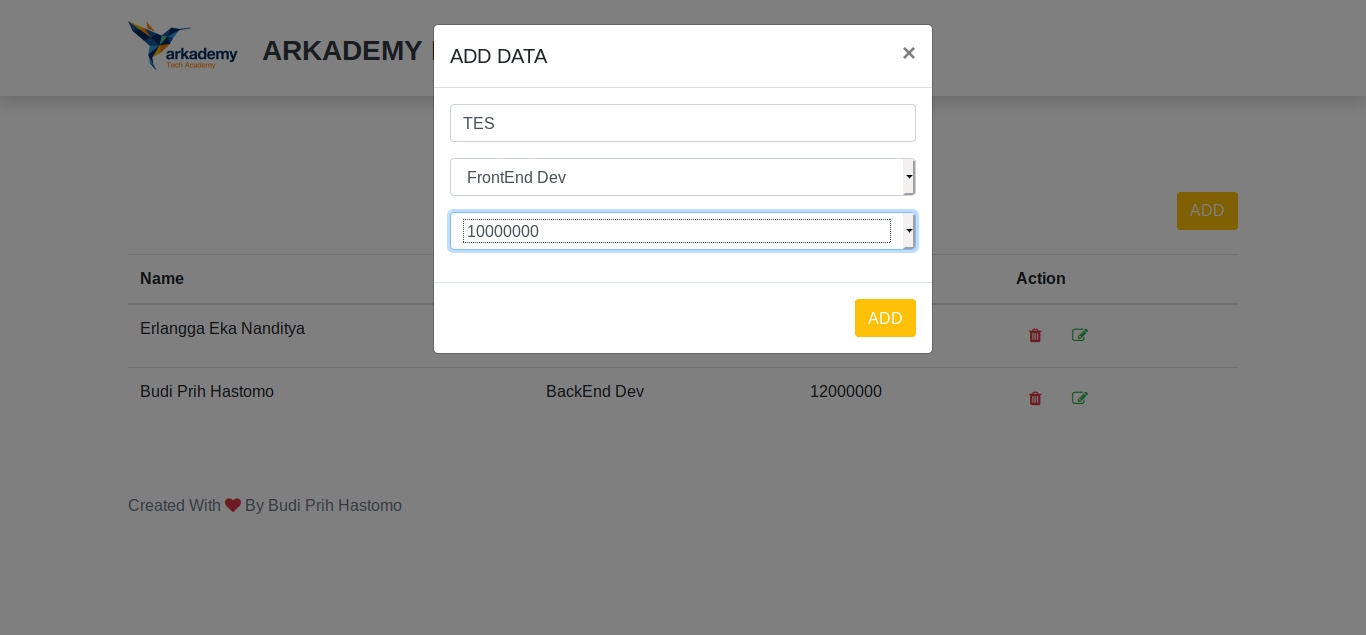 arkademy
Tech Academy
ARKADEMY
ADD DATA
×
TES
FrontEnd Dev
10000000
ADD
ADD
Name Action
Erlangga Eka Nanditya
Budi Prih Hastomo BackEnd Dev 12000000
Created With By Budi Prih Hastomo